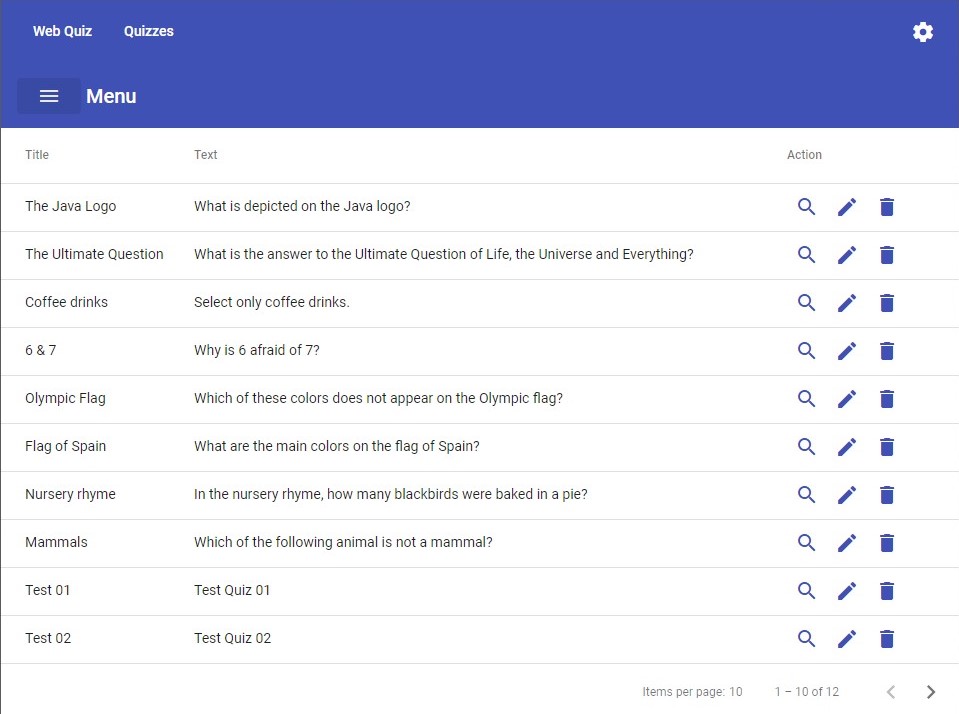 Web Quiz Quizzes
Menu
Title Text Action
The Java Logo What is depicted on the Java logo?
The Ultimate Question What is the answer to the Ultimate Question of Life, the Universe and Everything?
Coffee drinks Select only coffee drinks.
6 & 7 Why is 6 afraid of 7?
Olympic Flag Which of these colors does not appear on the Olympic flag?
Flag of Spain What are the main colors on the flag of Spain?
Nursery rhyme In the nursery rhyme, how many blackbirds were baked in a pie?
Mammals Which of the following animal is not a mammal?
Test 01 Test Quiz 01
Test 02 Test Quiz 02
Items per page: 10 1 – 10 of 12